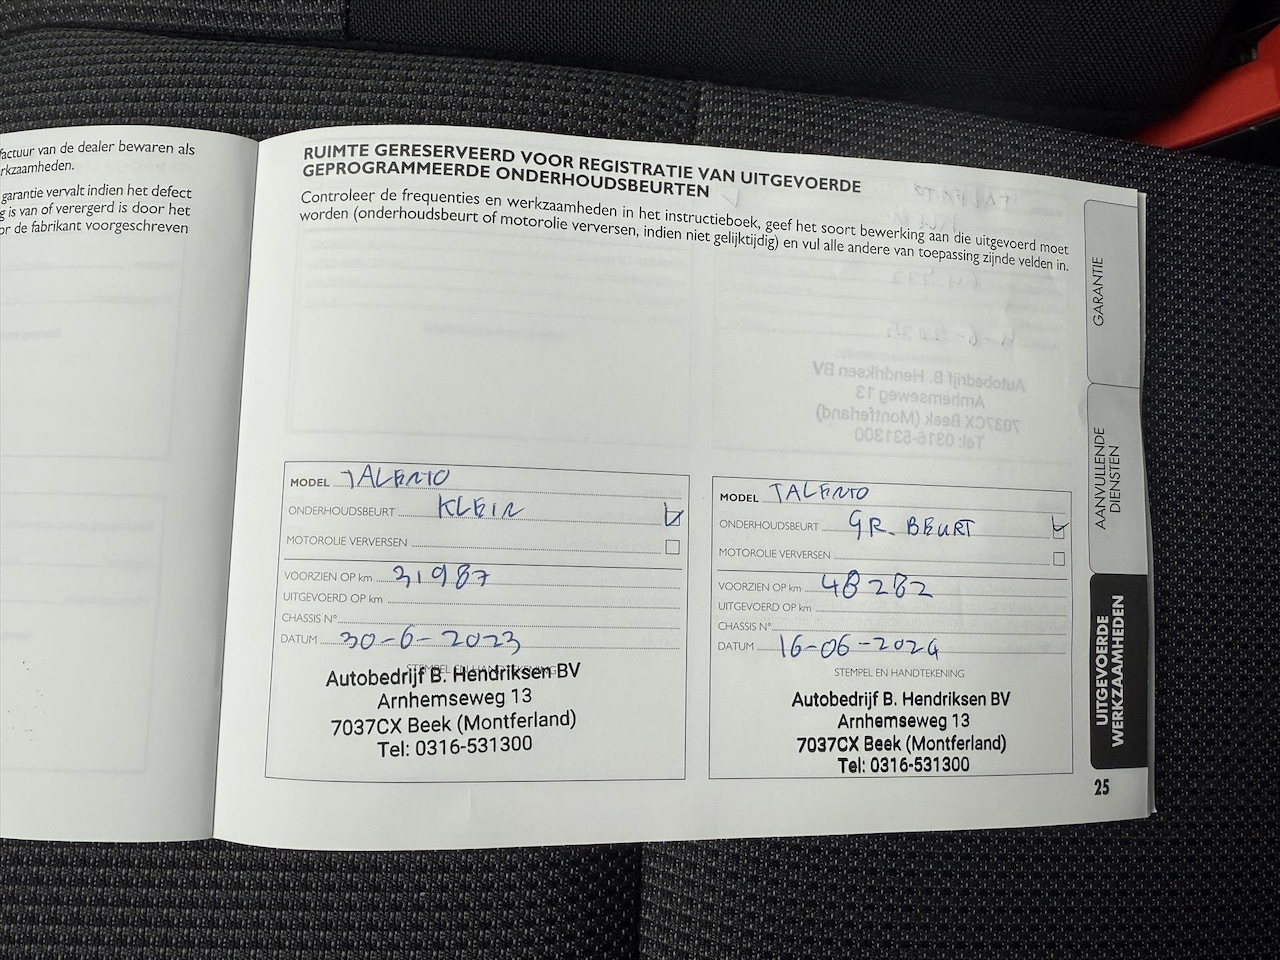 factuur van de dealer bewaren als
rkzaamheden.
garantie vervalt indien het defect
g is van of verergerd is door het
or de fabrikant voorgeschreven
RUIMTE GERESERVEERD VOOR REGISTRATIE VAN UITGEVOERDE
GEPROGRAMMEERDE ONDERHOUDSBEURTEN
Controleer de frequenties en werkzaamheden in het instructieboek, geef het soort bewerking aan die uitgevoerd moet
worden (onderhoudsbeurt of motorolie verversen, indien niet gelijktijdig) en vul alle andere van toepassing zijnde velden in.
MODEL TALENTO
ONDERHOUDSBEURT KLEIN
MOTOROLIE VERVERSEN
VOORZIEN OP km 31987
UITGEVOERD OP km
CHASSIS N°
DATUM 30-6-2023
STEMPEL EN HANDTEKENING
Autobedrijf B. Hendriksen BV
Arnhemseweg 13
7037CX Beek (Montferland)
Tel: 0316-531300
MODEL TALENTO
ONDERHOUDSBEURT GR. BEURT
MOTOROLIE VERVERSEN
VOORZIEN OP km 48282
UITGEVOERD OP km
CHASSIS N°
DATUM 16-06-2024
STEMPEL EN HANDTEKENING
Autobedrijf B. Hendriksen BV
Arnhemseweg 13
7037CX Beek (Montferland)
Tel: 0316-531300
GARANTIE
AANVULLENDE
DIENSTEN
UITGEVOERDE
WERKZAAMHEDEN
25